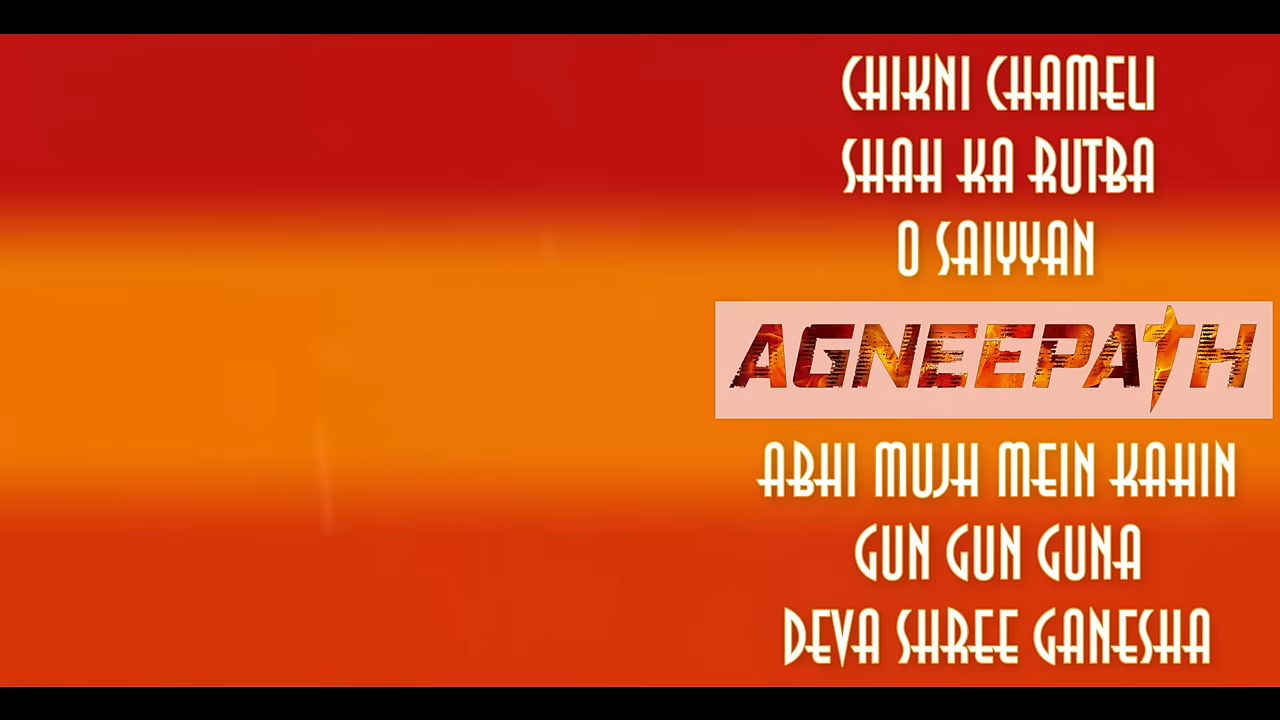 CHIKNI CHAMELI
SHAH KA RUTBA
O SAIYYAN
AGNEEPATH
ABHI MUJH MEIN KAHIN
GUN GUN GUNA
DEVA SHREE GANESHA